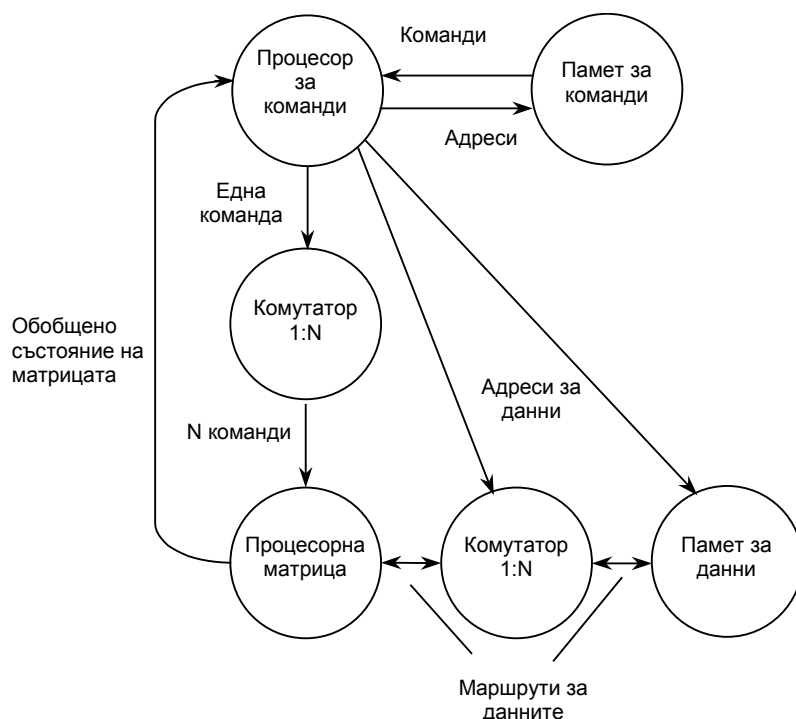 Команди
Процесор
за
команди
Памет за
команди
Адреси
Една
команда
Комутатор
1:N
Обобщено
състояние на
матрицата
Адреси за
данни
N команди
Процесорна
матрица
Комутатор
1:N
Памет за
данни
Маршрути за
данните